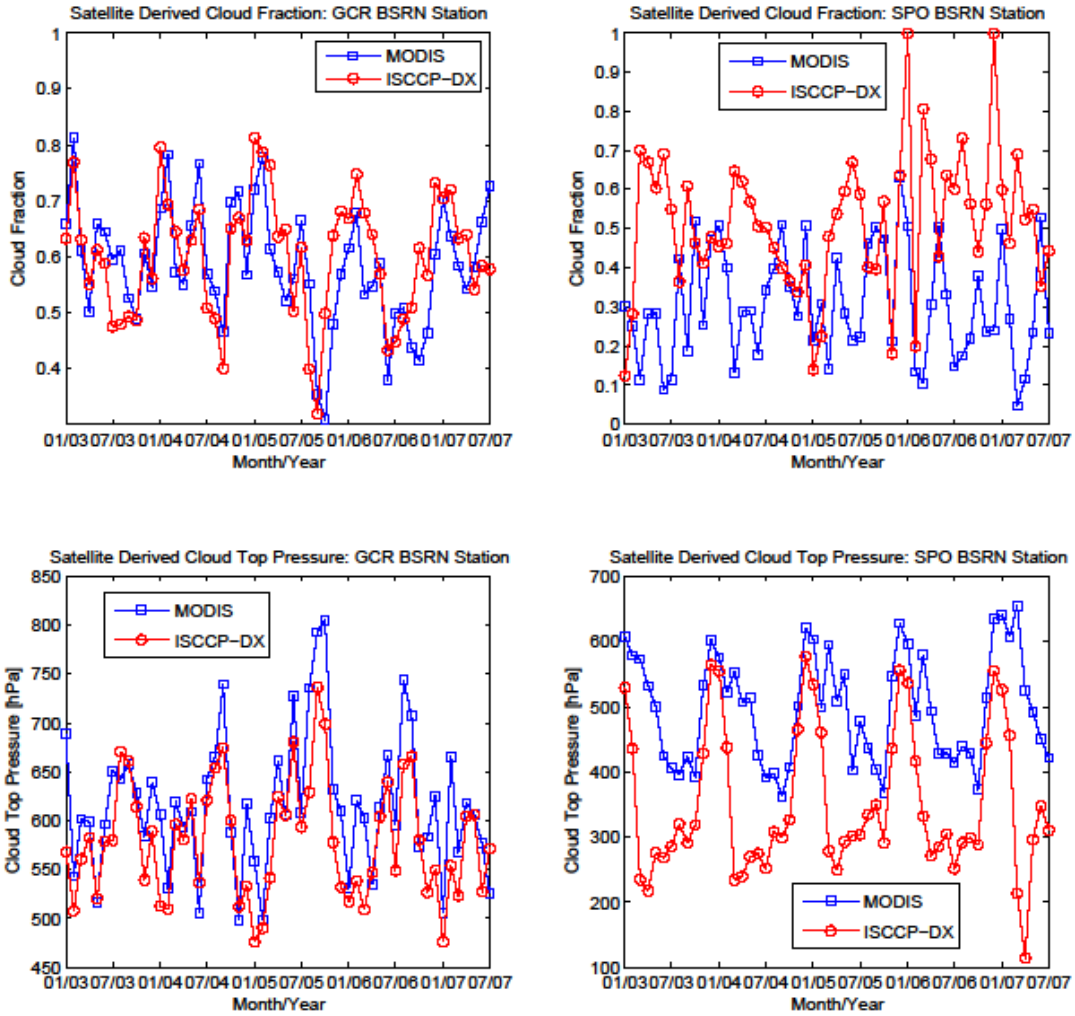 Satellite Derived Cloud Fraction: GCR BSRN Station
1
0.9
0.8
0.7
0.6
0.5
0.4
Cloud Fraction
MODIS
ISCCP-DX
01/03 07/03 01/04 07/04 01/05 07/05 01/06 07/06 01/07 07/07
Month/Year
Satellite Derived Cloud Fraction: SPO BSRN Station
1
0.9
0.8
0.7
0.6
0.5
0.4
0.3
0.2
0.1
0
Cloud Fraction
MODIS
ISCCP-DX
01/03 07/03 01/04 07/04 01/05 07/05 01/06 07/06 01/07 07/07
Month/Year
Satellite Derived Cloud Top Pressure: GCR BSRN Station
850
800
750
700
650
600
550
500
450
Cloud Top Pressure [hPa]
MODIS
ISCCP-DX
01/03 07/03 01/04 07/04 01/05 07/05 01/06 07/06 01/07 07/07
Month/Year
Satellite Derived Cloud Top Pressure: SPO BSRN Station
700
600
500
400
300
200
100
Cloud Top Pressure [hPa]
MODIS
ISCCP-DX
01/03 07/03 01/04 07/04 01/05 07/05 01/06 07/06 01/07 07/07
Month/Year